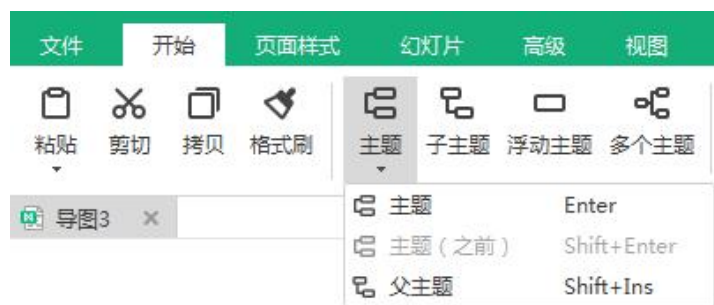 文件 开始 页面样式 幻灯片 高级 视图
粘贴 剪切 拷贝 格式刷 主题 子主题 浮动主题 多个主题
导图3 ×
主题 Enter
主题(之前) Shift+Enter
父主题 Shift+Ins